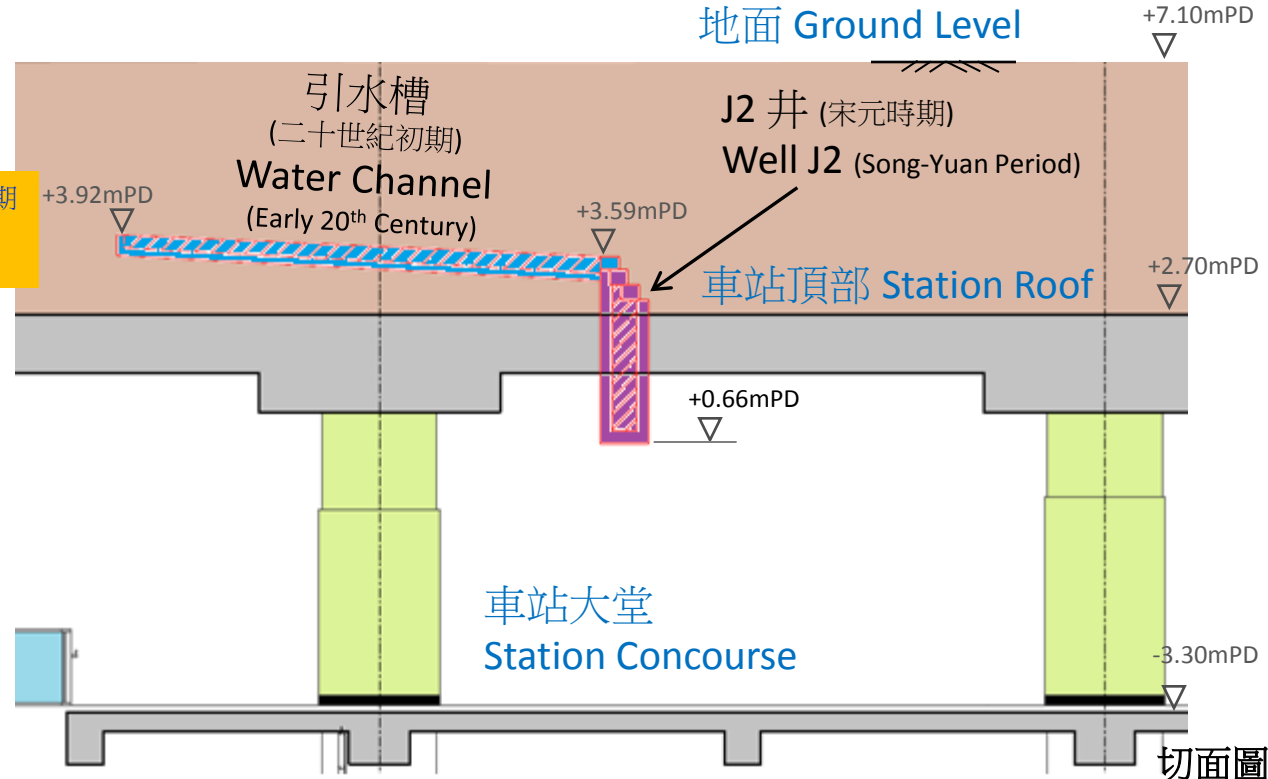 地面 Ground Level
+7.10mPD
引水槽
(二十世紀初期)
Water Channel
(Early 20th Century)
J2 井 (宋元時期)
Well J2 (Song-Yuan Period)
期
+3.92mPD
+3.59mPD
車站頂部 Station Roof
+2.70mPD
+0.66mPD
車站大堂
Station Concourse
-3.30mPD
切面圖